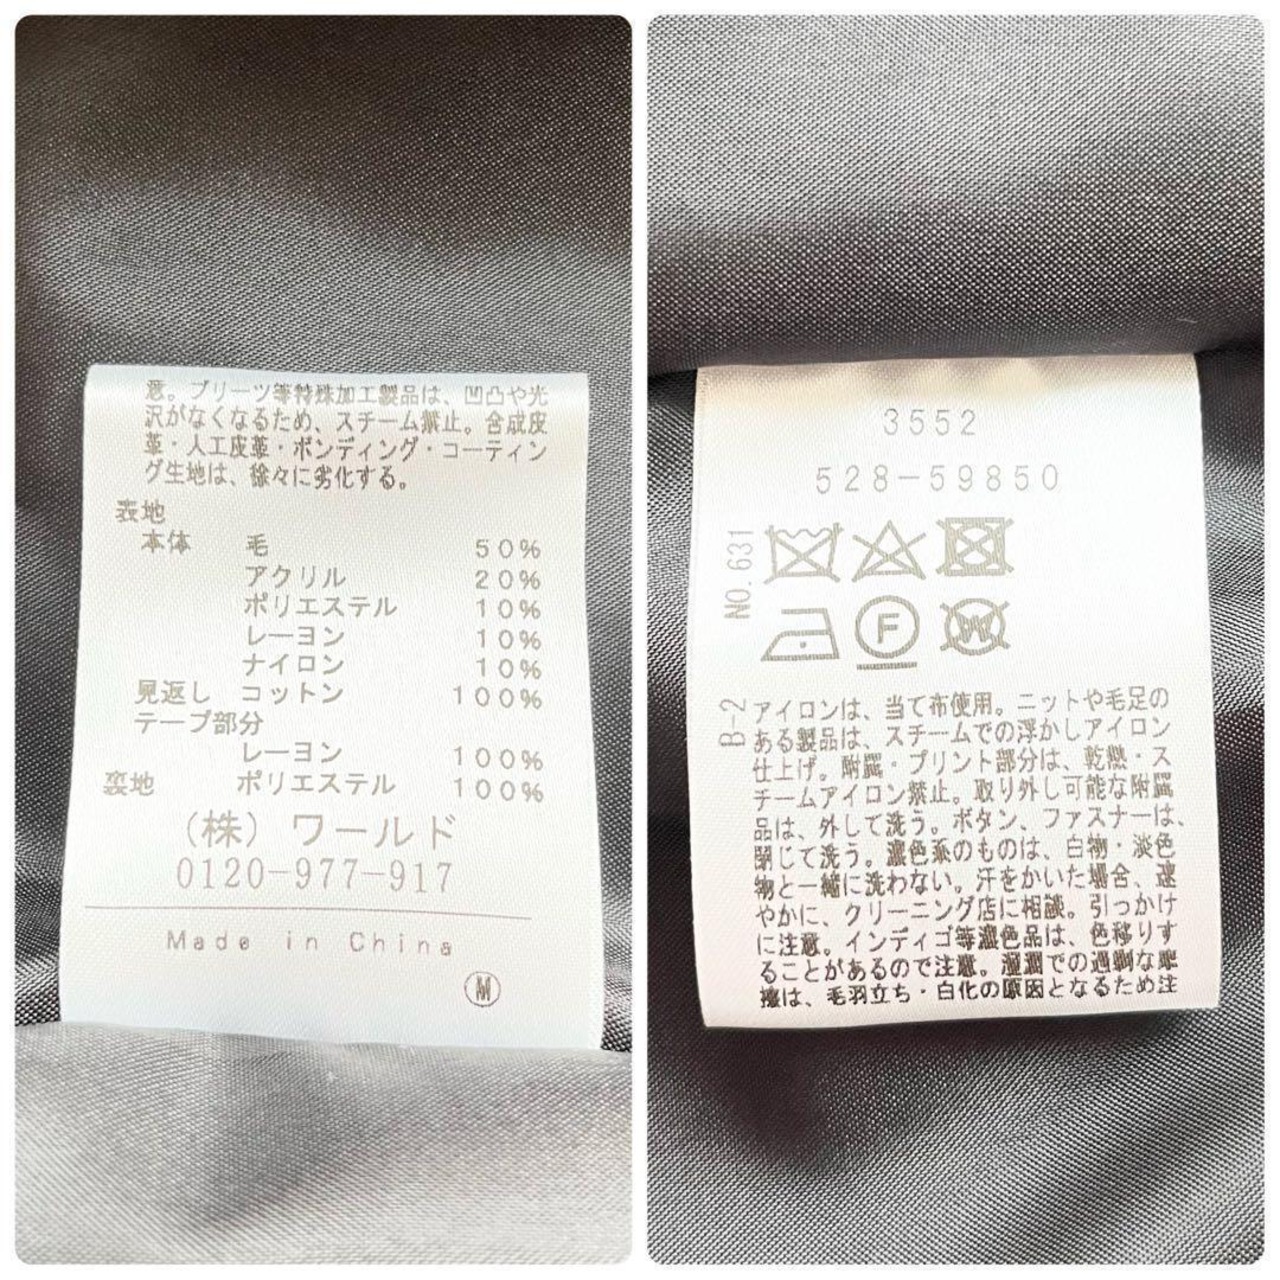 意。プリーツ等特殊加工製品は、凹凸や光
沢がなくなるため、スチーム禁止。合成皮
革・人工皮革・ボンディング・コーティン
グ生地は、徐々に劣化する。
表地
本体 毛 50%
アクリル 20%
ポリエステル 10%
レーヨン 10%
ナイロン 10%
見返し コットン 100%
テープ部分
レーヨン 100%
裏地 ポリエステル 100%
(株) ワールド
0120-977-917
Made in China
M
3552
528-59850
NO.631
F
W
B-2
アイロンは、当て布使用。ニットや毛足の
ある製品は、スチームでの浮かしアイロン
仕上げ。附属・プリント部分は、乾燥・ス
チームアイロン禁止。取り外し可能な附属
品は、外して洗う。ボタン、ファスナーは、
閉じて洗う。濃色系のものは、白物・淡色
物と一緒に洗わない。汗をかいた場合、速
やかに、クリーニング店に相談。引っかけ
に注意。インディゴ等濃色品は、色移りす
ることがあるので注意。湿潤での過剰な摩
擦は、毛羽立ち・白化の原因となるため注